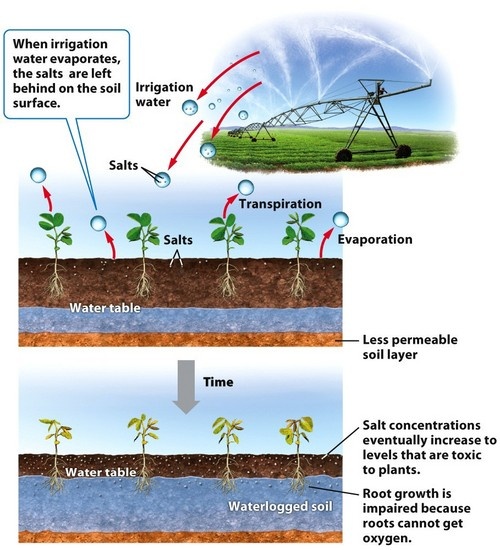 When irrigation
water evaporates,
the salts are left
behind on the soil
surface.
Irrigation
water
Salts
Transpiration
Salts
Evaporation
Water table
Less permeable
soil layer
Time
Salt concentrations
eventually increase to
levels that are toxic
to plants.
Water table
Root growth is
impaired because
roots cannot get
oxygen.
Waterlogged soil